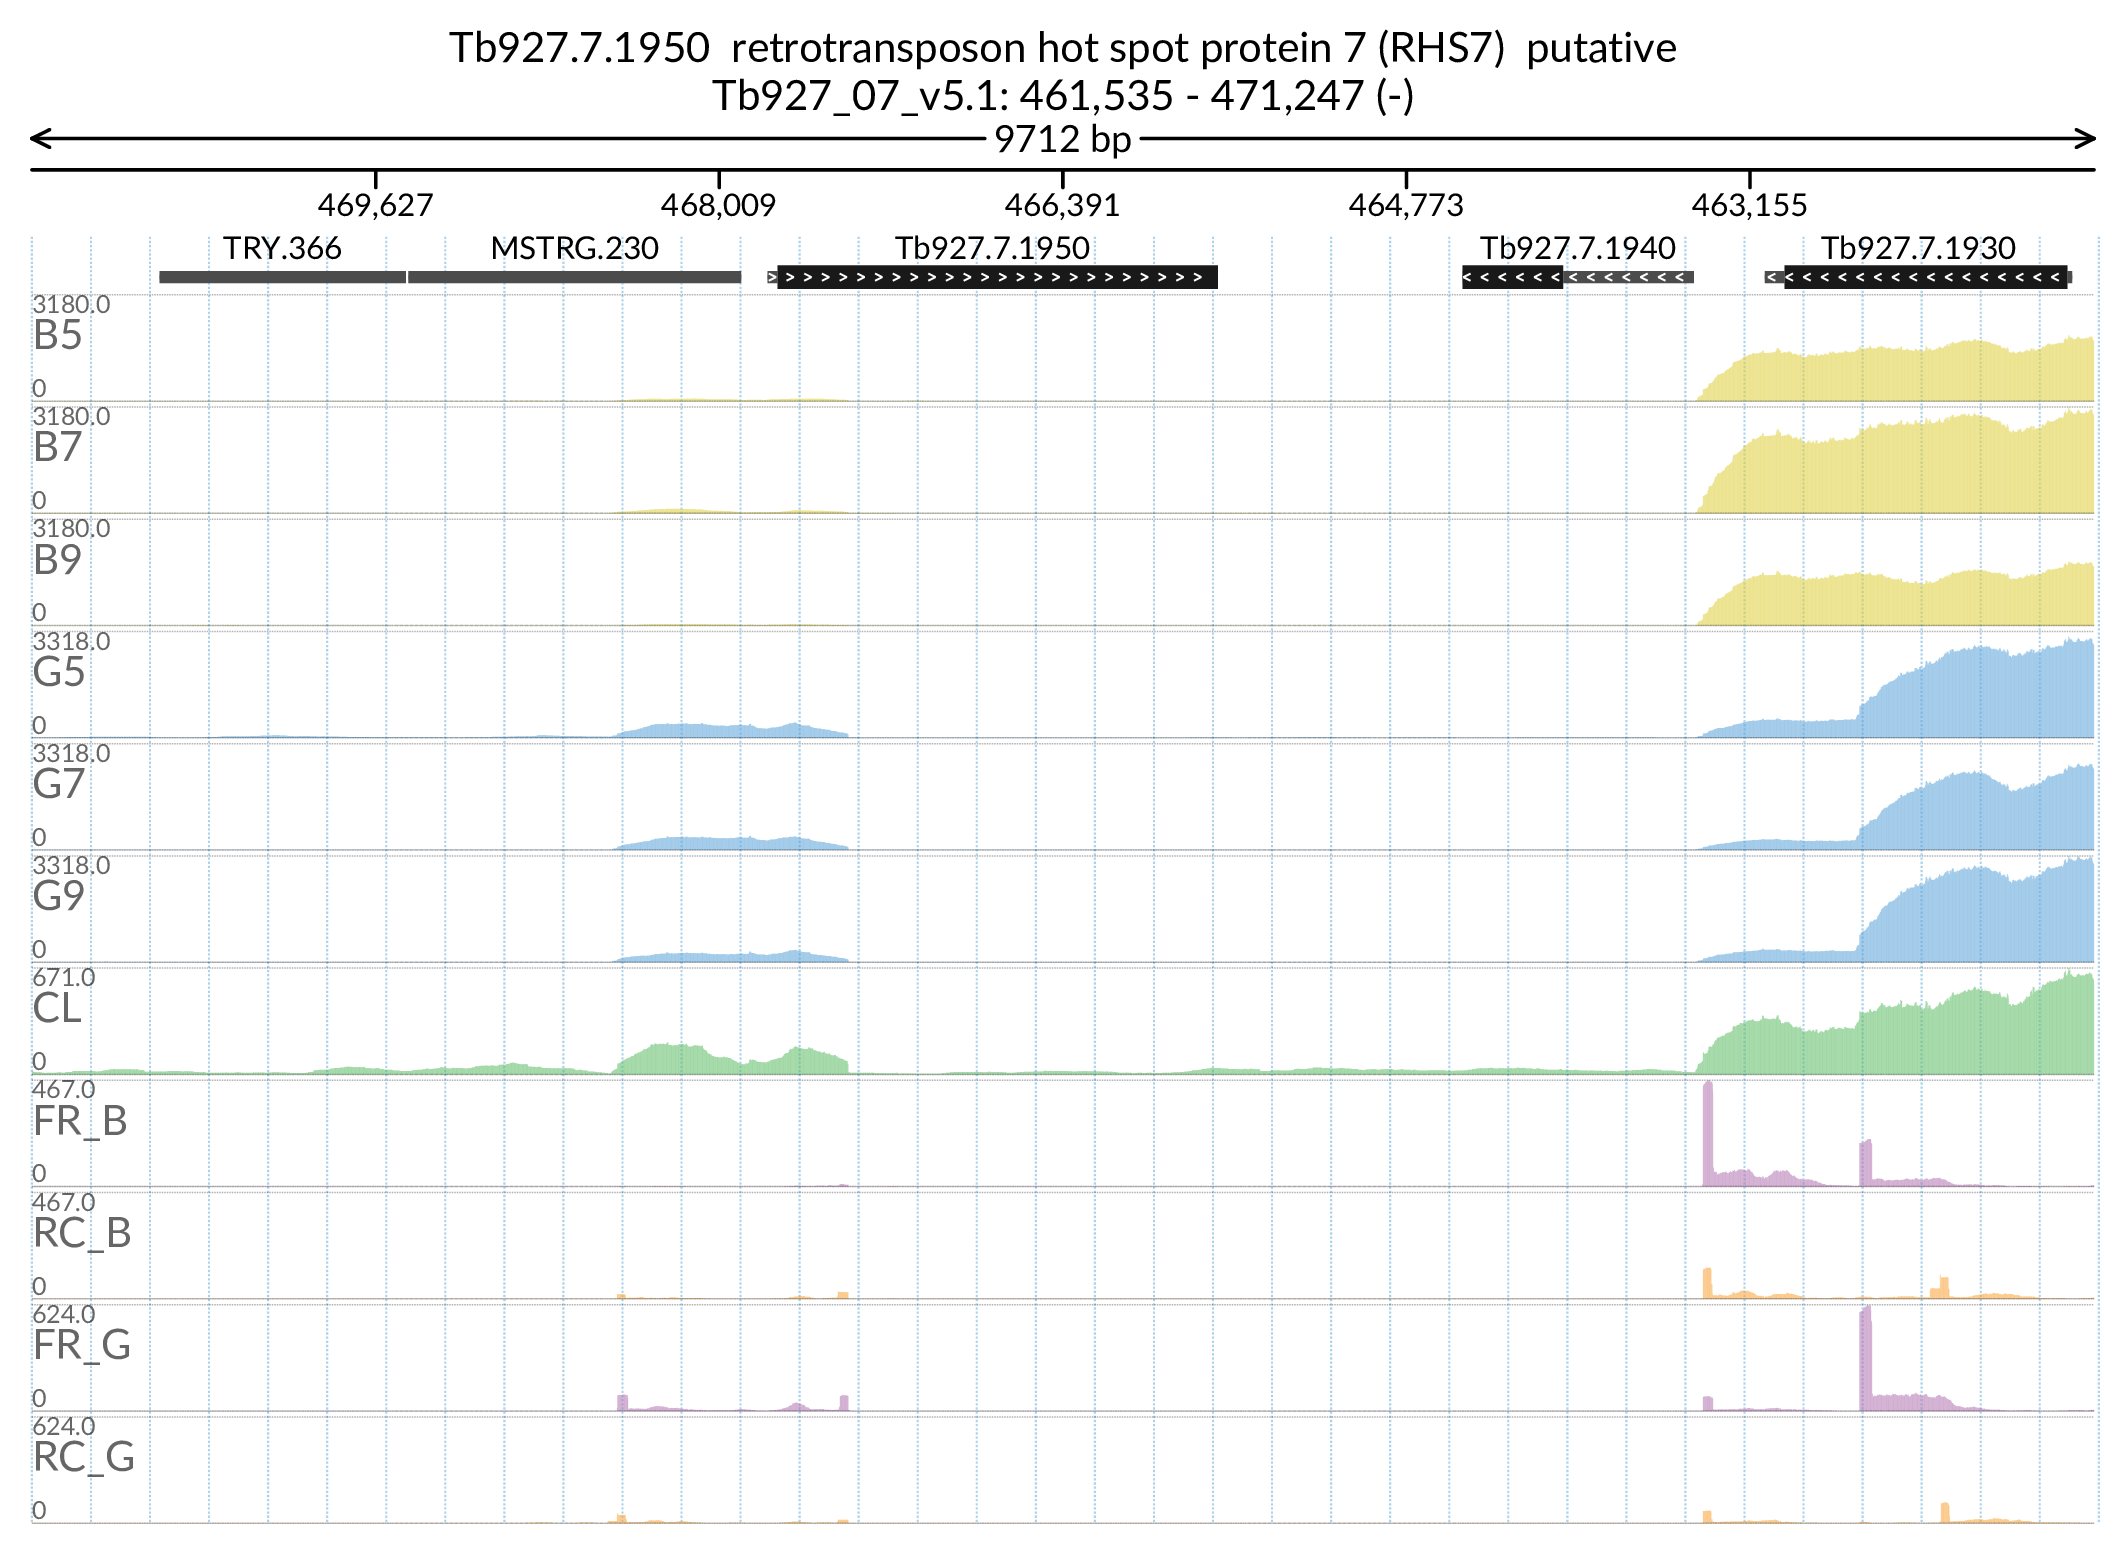 Tb927.7.1950 retrotransposon hot spot protein 7 (RHS7) putative
Tb927_07_v5.1: 461,535 - 471,247 (-)
9712 bp
469,627 468,009 466,391 464,773 463,155
TRY.366 MSTRG.230 Tb927.7.1950 Tb927.7.1940 Tb927.7.1930
3180.0
B5
0
3180.0
B7
0
3180.0
B9
0
3318.0
G5
0
3318.0
G7
0
3318.0
G9
0
671.0
CL
0
467.0
FR_B
0
467.0
RC_B
0
624.0
FR_G
0
624.0
RC_G
0